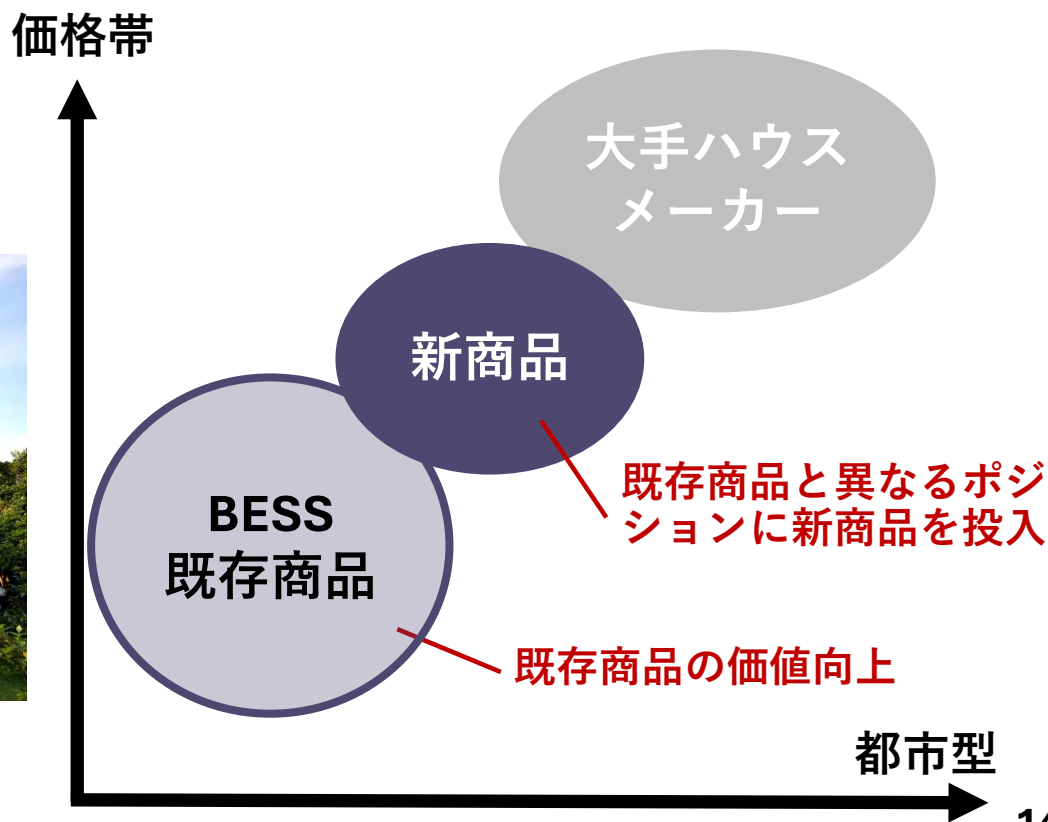 価格帯
大手ハウス
メーカー
新商品
既存商品と異なるポジ
ションに新商品を投入
BESS
既存商品
既存商品の価値向上
都市型